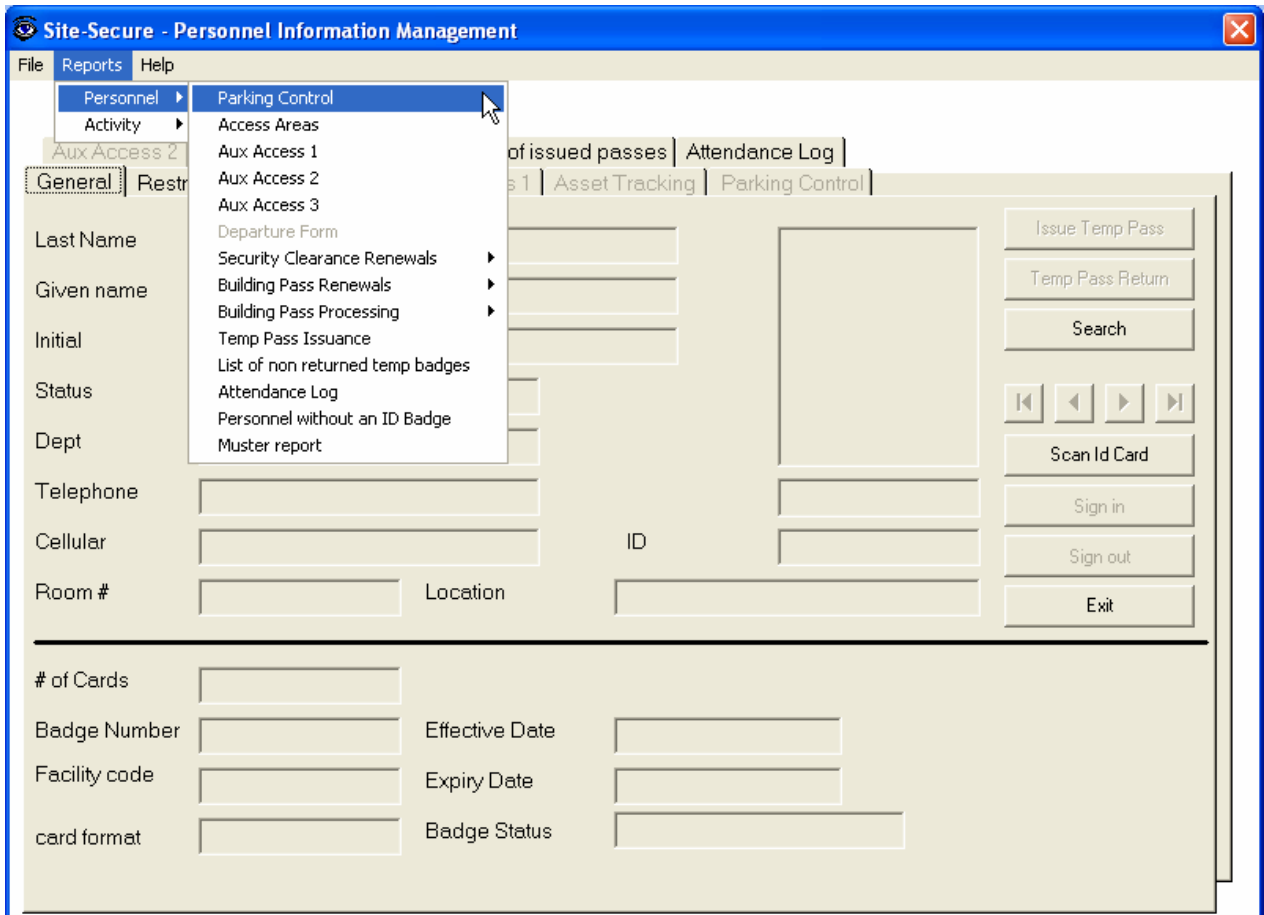 Site-Secure - Personnel Information Management
File Reports Help
Personnel
Activity
Parking Control
Access Areas
Aux Access 1
Aux Access 2
Aux Access 3
Departure Form
Security Clearance Renewals
Building Pass Renewals
Building Pass Processing
Temp Pass Issuance
List of non returned temp badges
Attendance Log
Personnel without an ID Badge
Muster report
Aux Access 2 of issued passes Attendance Log
General Restr s 1 Asset Tracking Parking Control
Last Name
Given name
Initial
Status
Dept
Telephone
Cellular ID
Room # Location
Issue Temp Pass
Temp Pass Return
Search
Scan Id Card
Sign in
Sign out
Exit
# of Cards
Badge Number Effective Date
Facility code Expiry Date
card format Badge Status